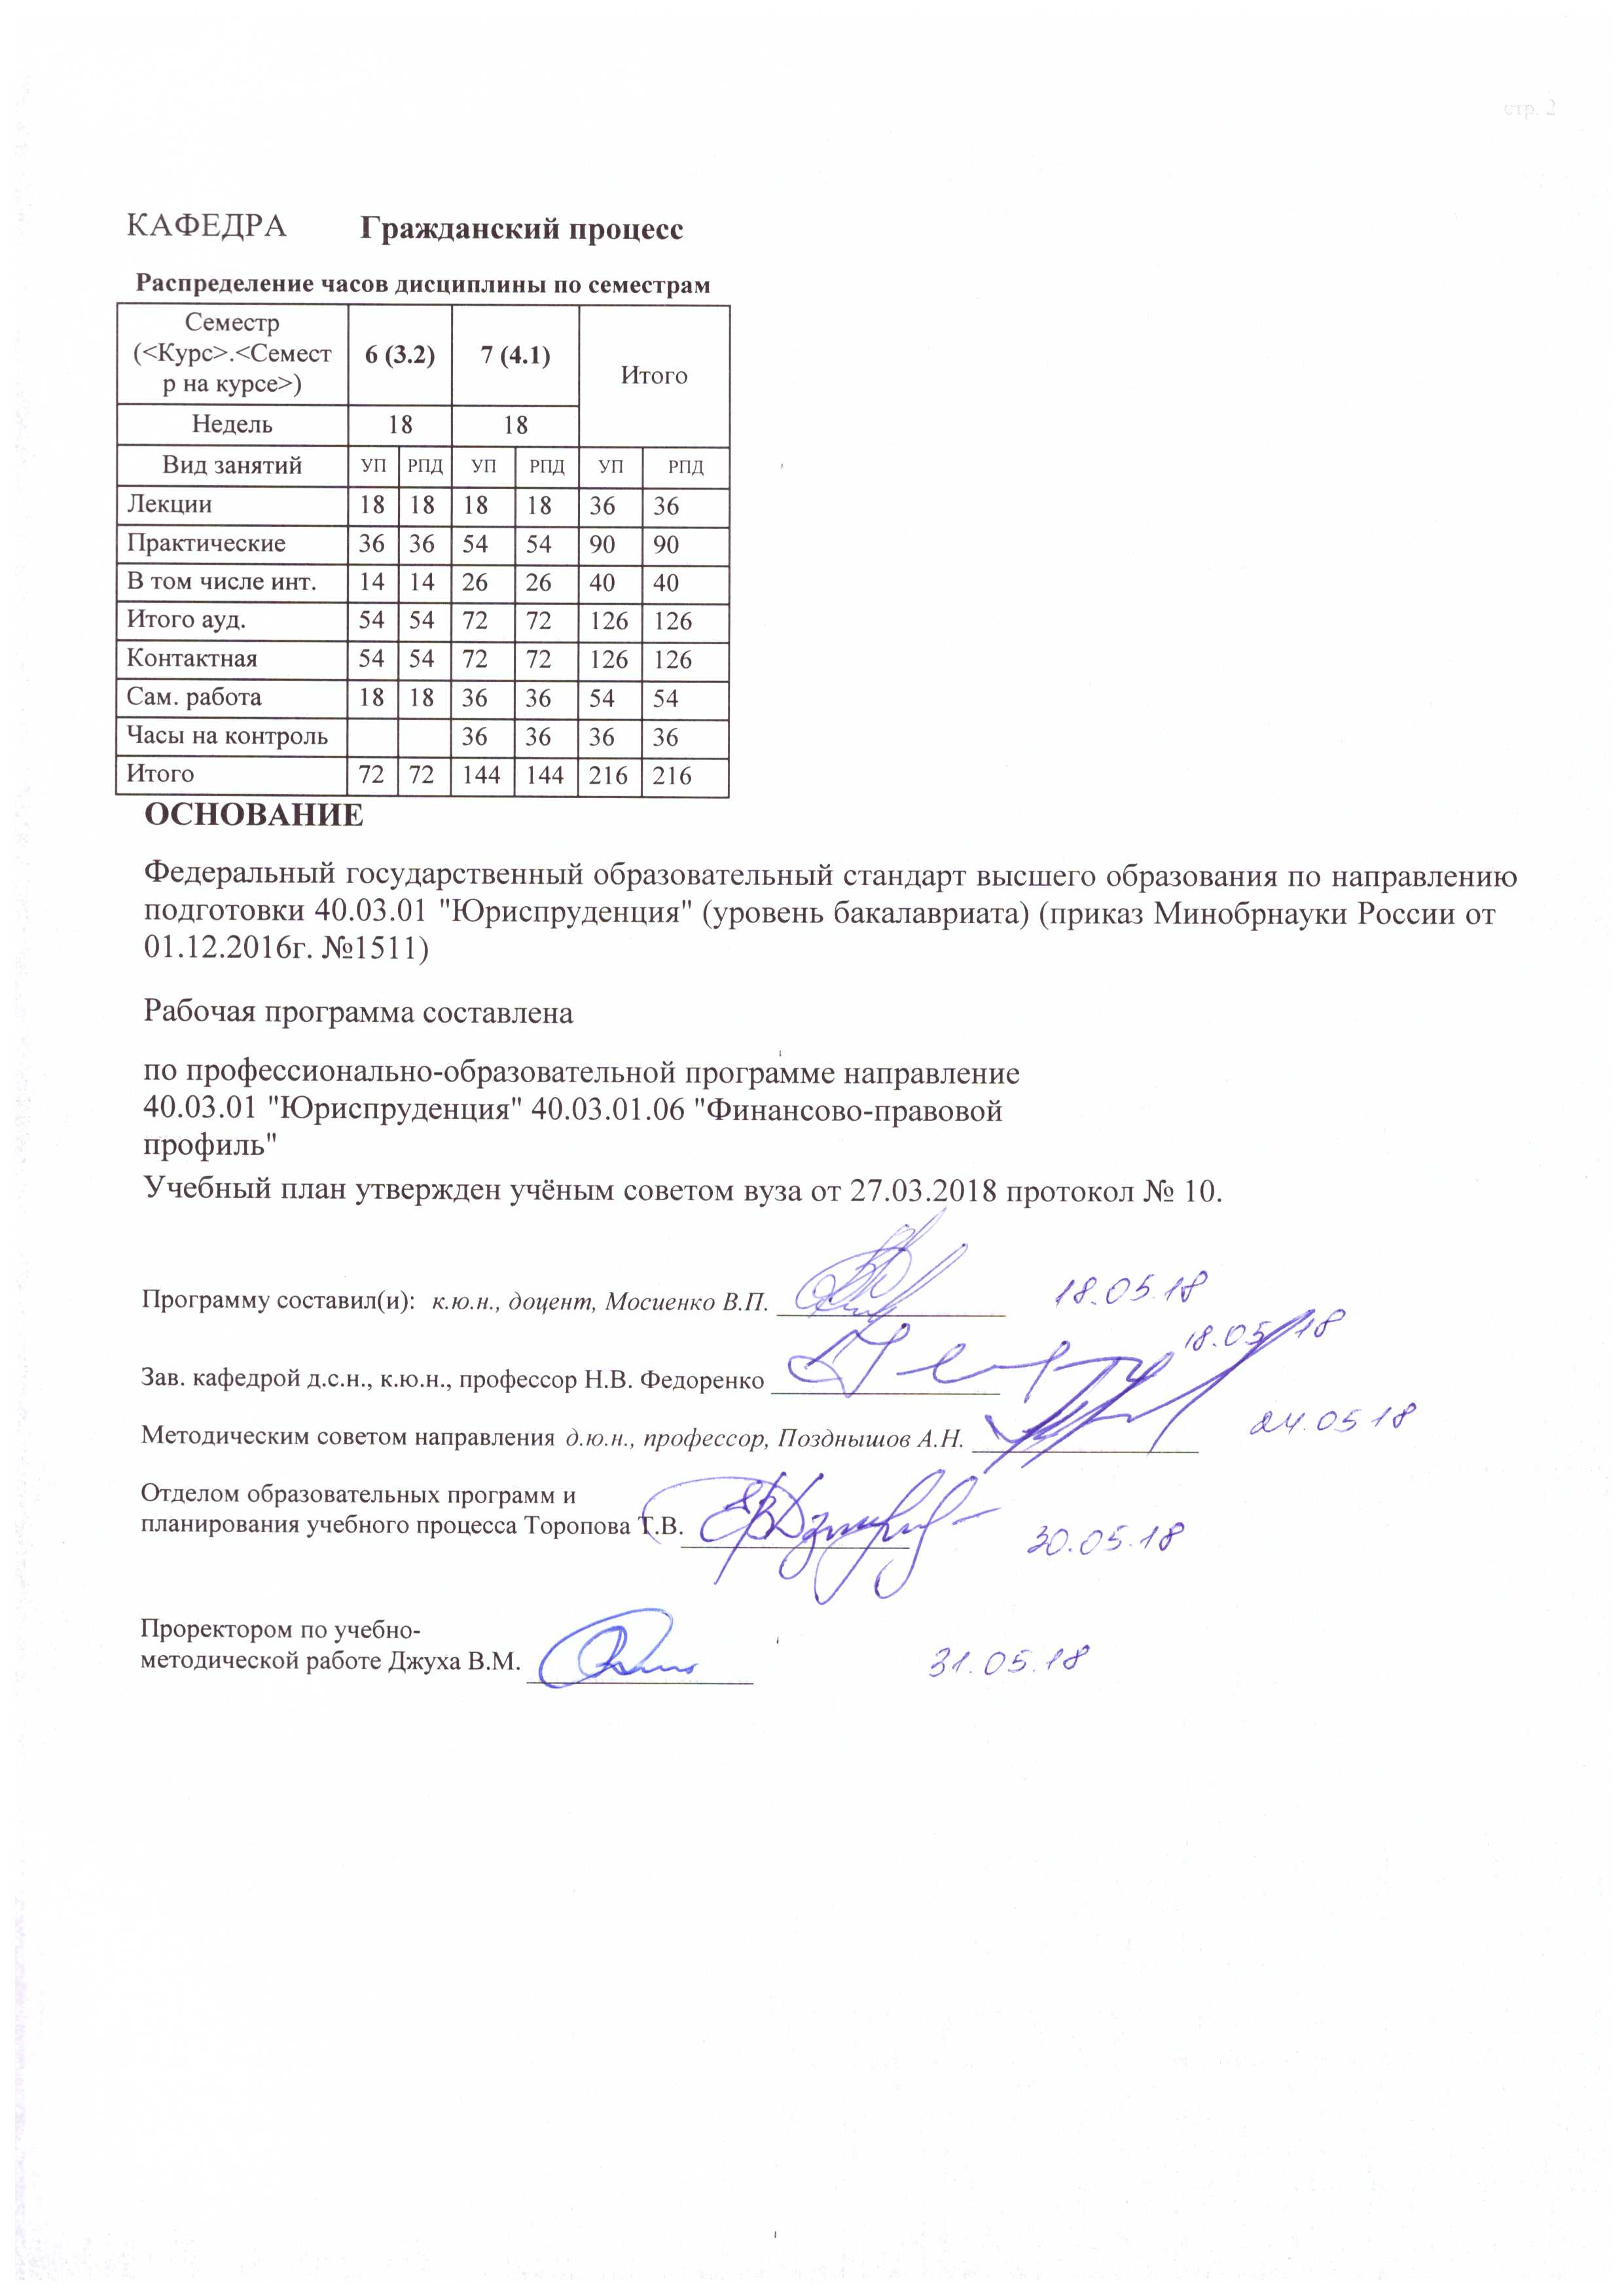 стр. 2
КАФЕДРА Гражданский процесс
Распределение часов дисциплины по семестрам
Семестр (<Курс>.<Семест р на курсе>) 6 (3.2) 7 (4.1) Итого
Недель 18 18
Вид занятий УП РПД УП РПД УП РПД
Лекции 18 18 18 18 36 36
Практические 36 36 54 54 90 90
В том числе инт. 14 14 26 26 40 40
Итого ауд. 54 54 72 72 126 126
Контактная 54 54 72 72 126 126
Сам. работа 18 18 36 36 54 54
Часы на контроль 36 36 36 36
Итого 72 72 144 144 216 216
ОСНОВАНИЕ
Федеральный государственный образовательный стандарт высшего образования по направлению
подготовки 40.03.01 "Юриспруденция" (уровень бакалавриата) (приказ Минобрнауки России от
01.12.2016г. №1511)
Рабочая программа составлена
по профессионально-образовательной программе направление
40.03.01 "Юриспруденция" 40.03.01.06 "Финансово-правовой
профиль"
Учебный план утвержден учёным советом вуза от 27.03.2018 протокол № 10.
Программу составил(и): к.ю.н., доцент, Мосиенко В.П. 18.05.18
Зав. кафедрой д.с.н., к.ю.н., профессор Н.В. Федоренко 18.05.18
Методическим советом направления д.ю.н., профессор, Позднышов А.Н. 24.05.18
Отделом образовательных программ и
планирования учебного процесса Торопова Т.В. 30.05.18
Проректором по учебно-
методической работе Джуха В.М. 31.05.18